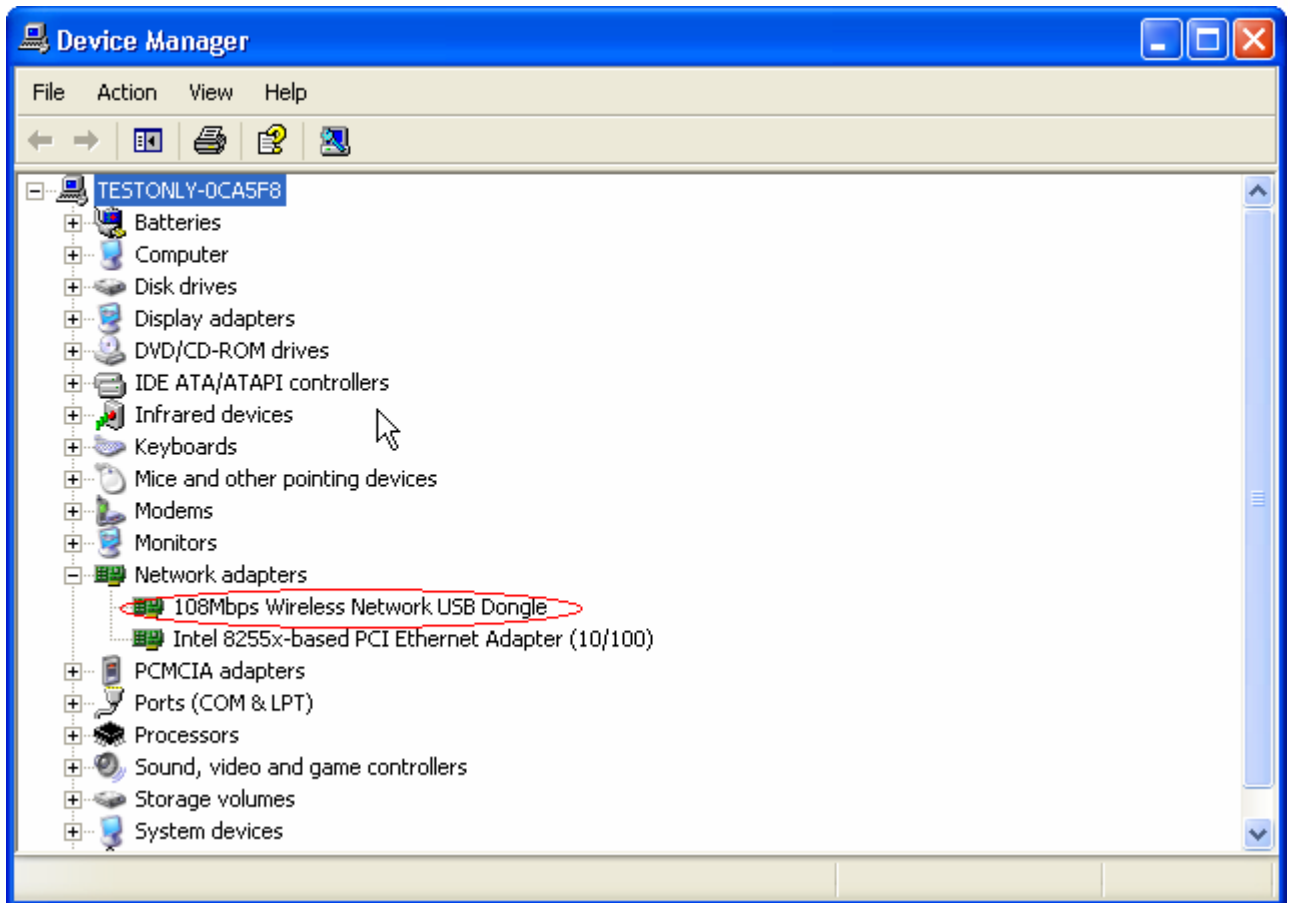 Device Manager
File Action View Help
TESTONLY-0CA5F8
Batteries
Computer
Disk drives
Display adapters
DVD/CD-ROM drives
IDE ATA/ATAPI controllers
Infrared devices
Keyboards
Mice and other pointing devices
Modems
Monitors
Network adapters
108Mbps Wireless Network USB Dongle
Intel 8255x-based PCI Ethernet Adapter (10/100)
PCMCIA adapters
Ports (COM & LPT)
Processors
Sound, video and game controllers
Storage volumes
System devices